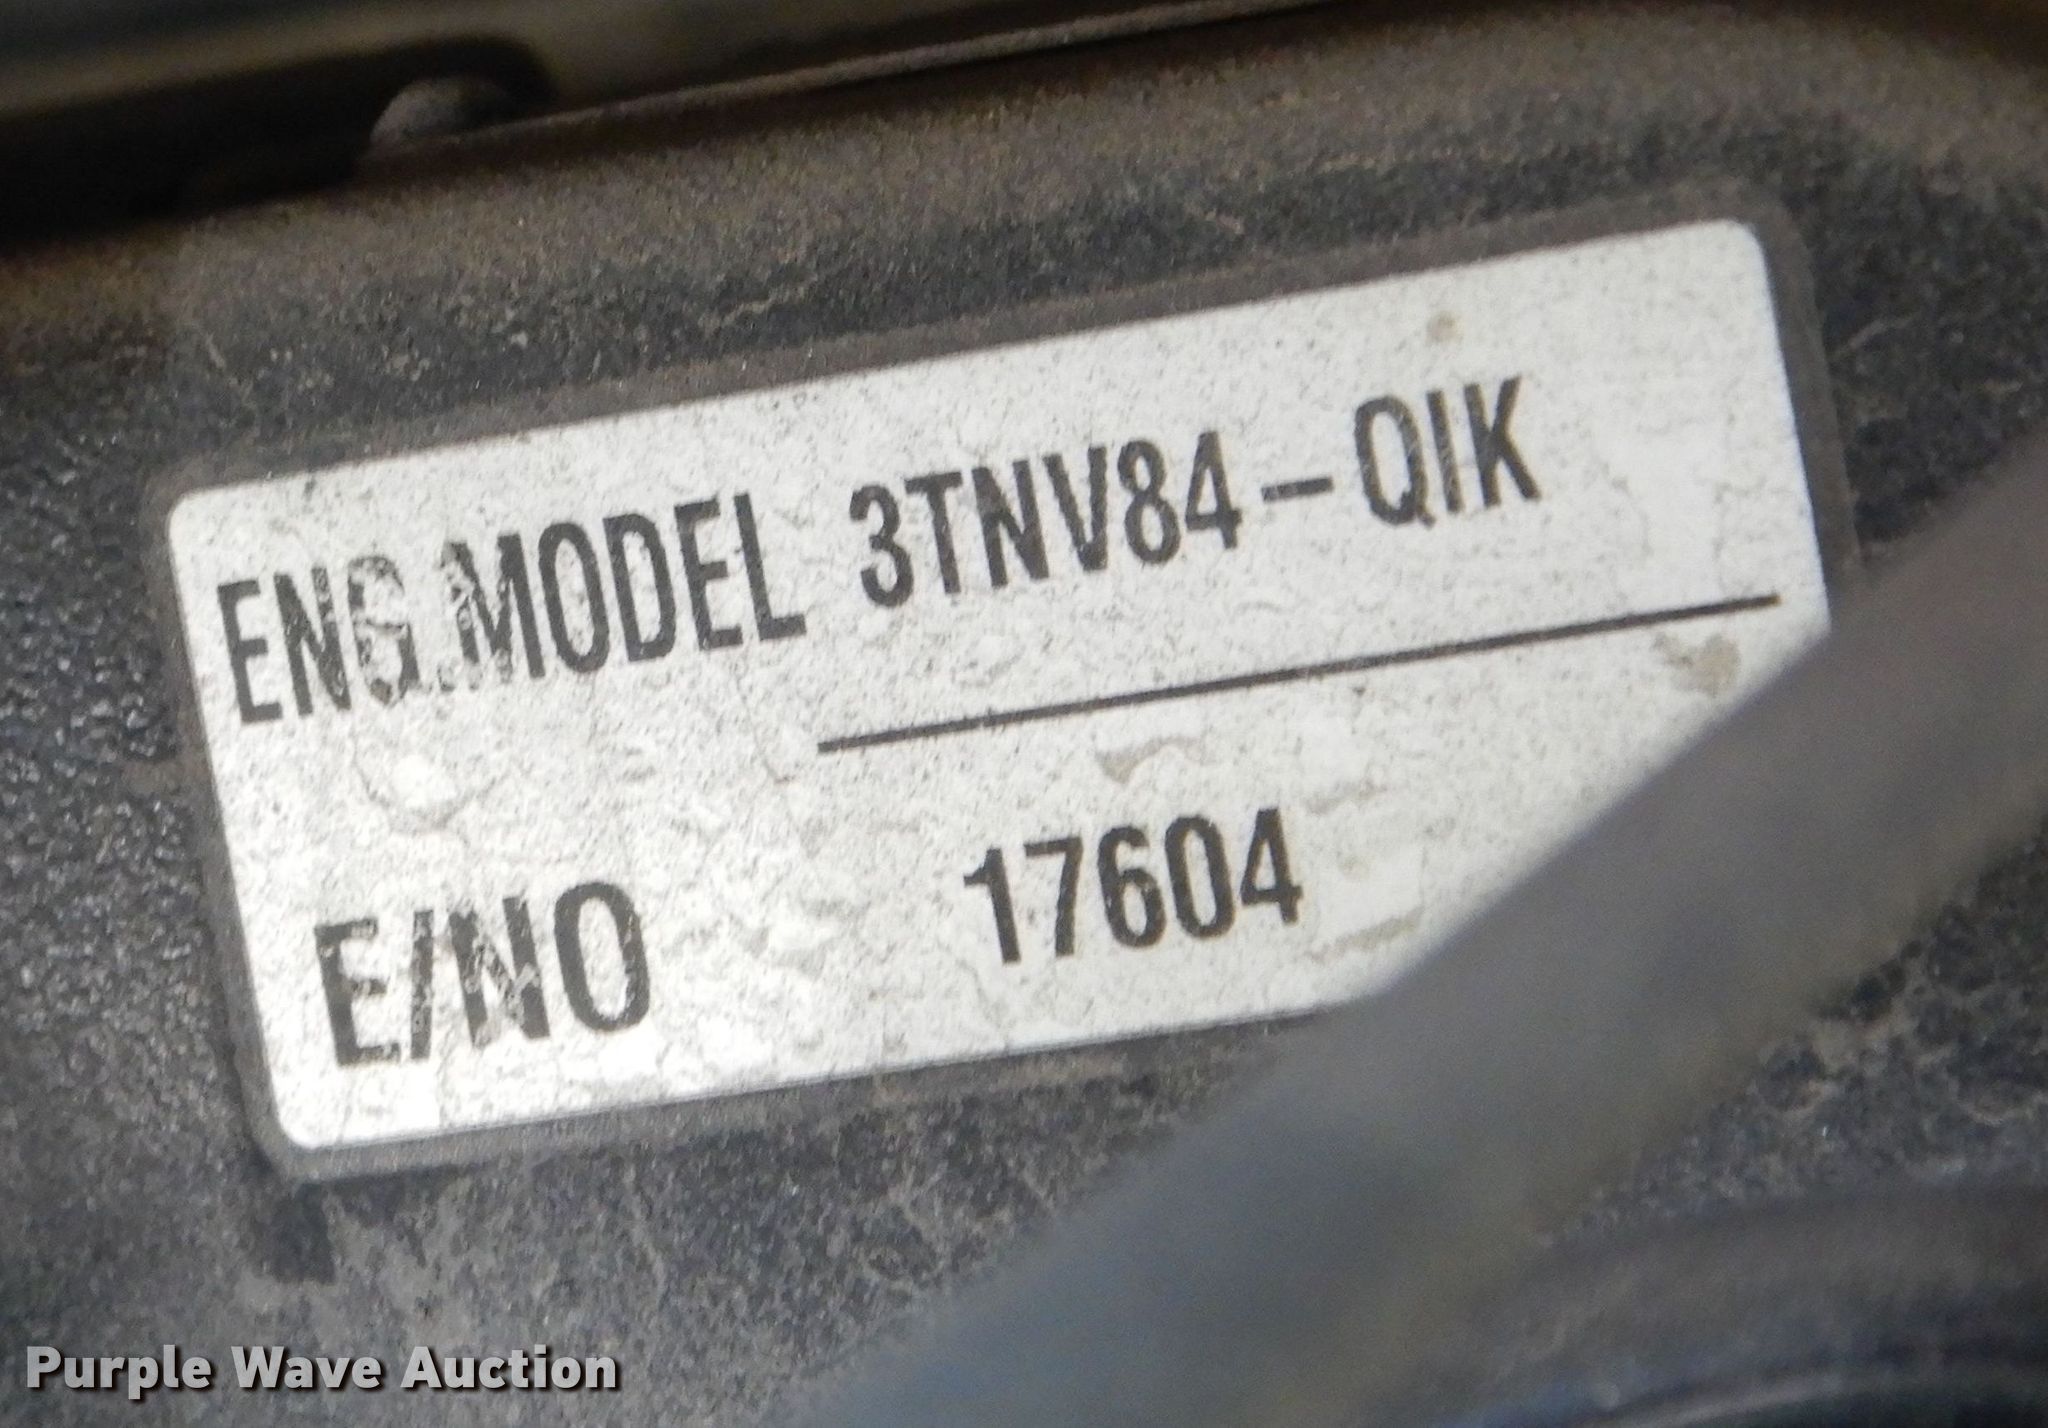 ENG.MODEL 3TNV84-QIK
E/NO 17604
Purple Wave Auction